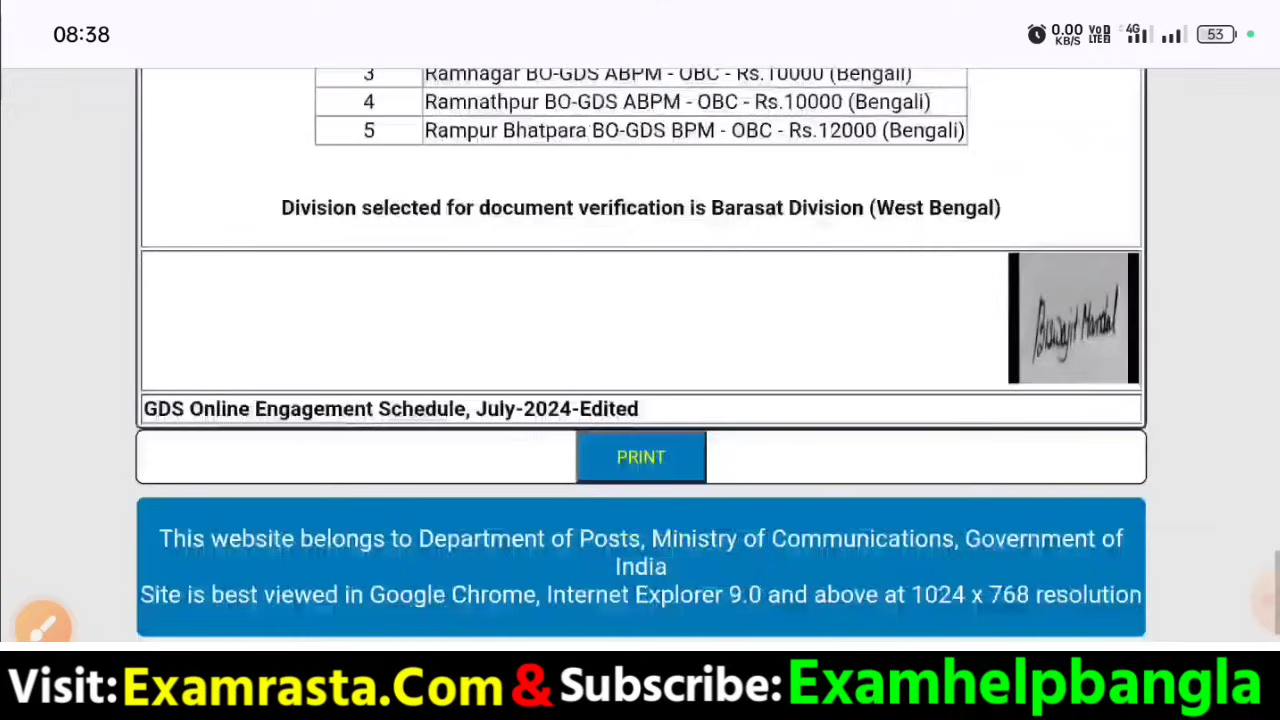 08:38
0.00 KB/S VoD LTE2 4G 53
3 Ramnagar BO-GDS ABPM - OBC - Rs.10000 (Bengali)
4 Ramnathpur BO-GDS ABPM - OBC - Rs.10000 (Bengali)
5 Rampur Bhatpara BO-GDS BPM - OBC - Rs.12000 (Bengali)
Division selected for document verification is Barasat Division (West Bengal)
Mandal
GDS Online Engagement Schedule, July-2024-Edited
PRINT
This website belongs to Department of Posts, Ministry of Communications, Government of
India
Site is best viewed in Google Chrome, Internet Explorer 9.0 and above at 1024 x 768 resolution
Visit: Examrasta.Com & Subscribe: Examhelpbangla